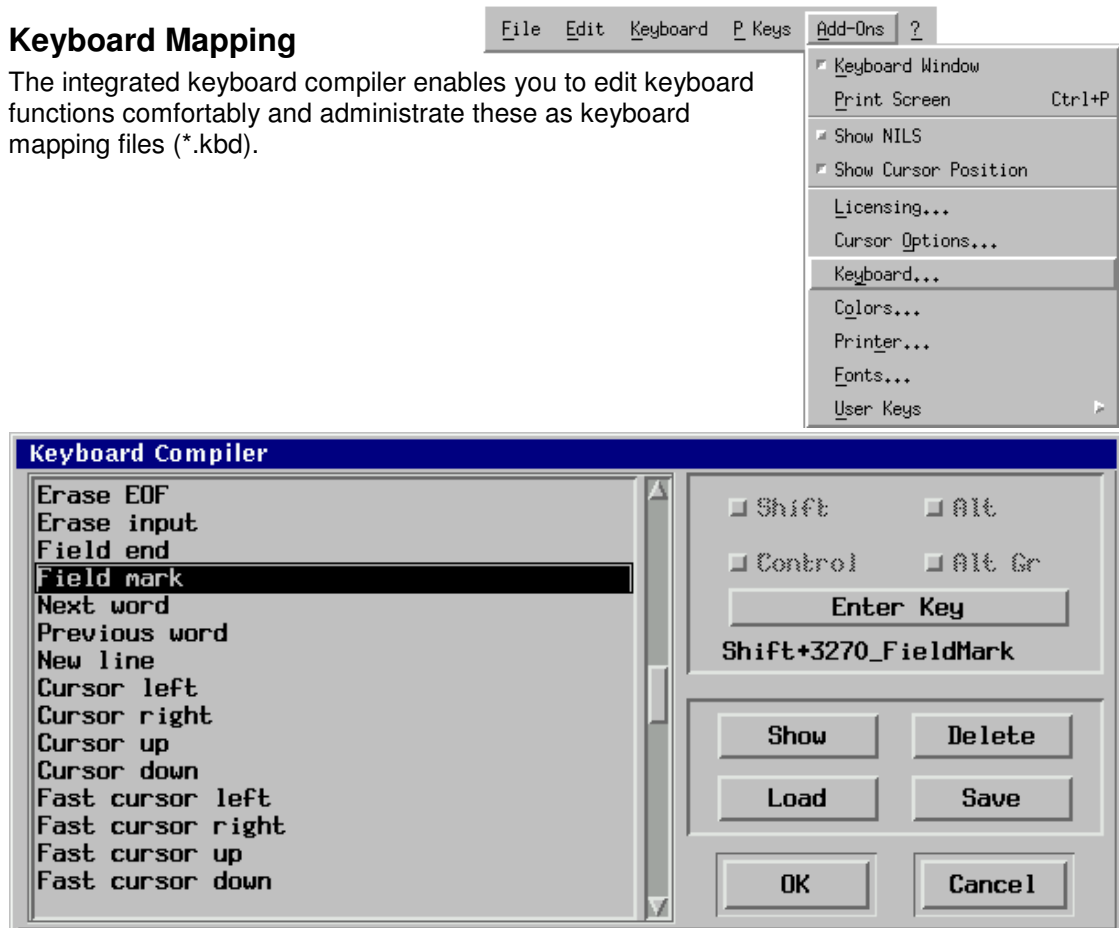 Keyboard Mapping
The integrated keyboard compiler enables you to edit keyboard
functions comfortably and administrate these as keyboard
mapping files (*.kbd).
File Edit Keyboard P Keys Add-Ons ?
Keyboard Window
Print Screen Ctrl+P
Show NILS
Show Cursor Position
Licensing...
Cursor Options...
Keyboard...
Colors...
Printer...
Fonts...
User Keys
Keyboard Compiler
Erase EOF
Erase input
Field end
Field mark
Next word
Previous word
New line
Cursor left
Cursor right
Cursor up
Cursor down
Fast cursor left
Fast cursor right
Fast cursor up
Fast cursor down
Shift Alt
Control Alt Gr
Enter Key
Shift+3270_FieldMark
Show Delete
Load Save
OK Cancel